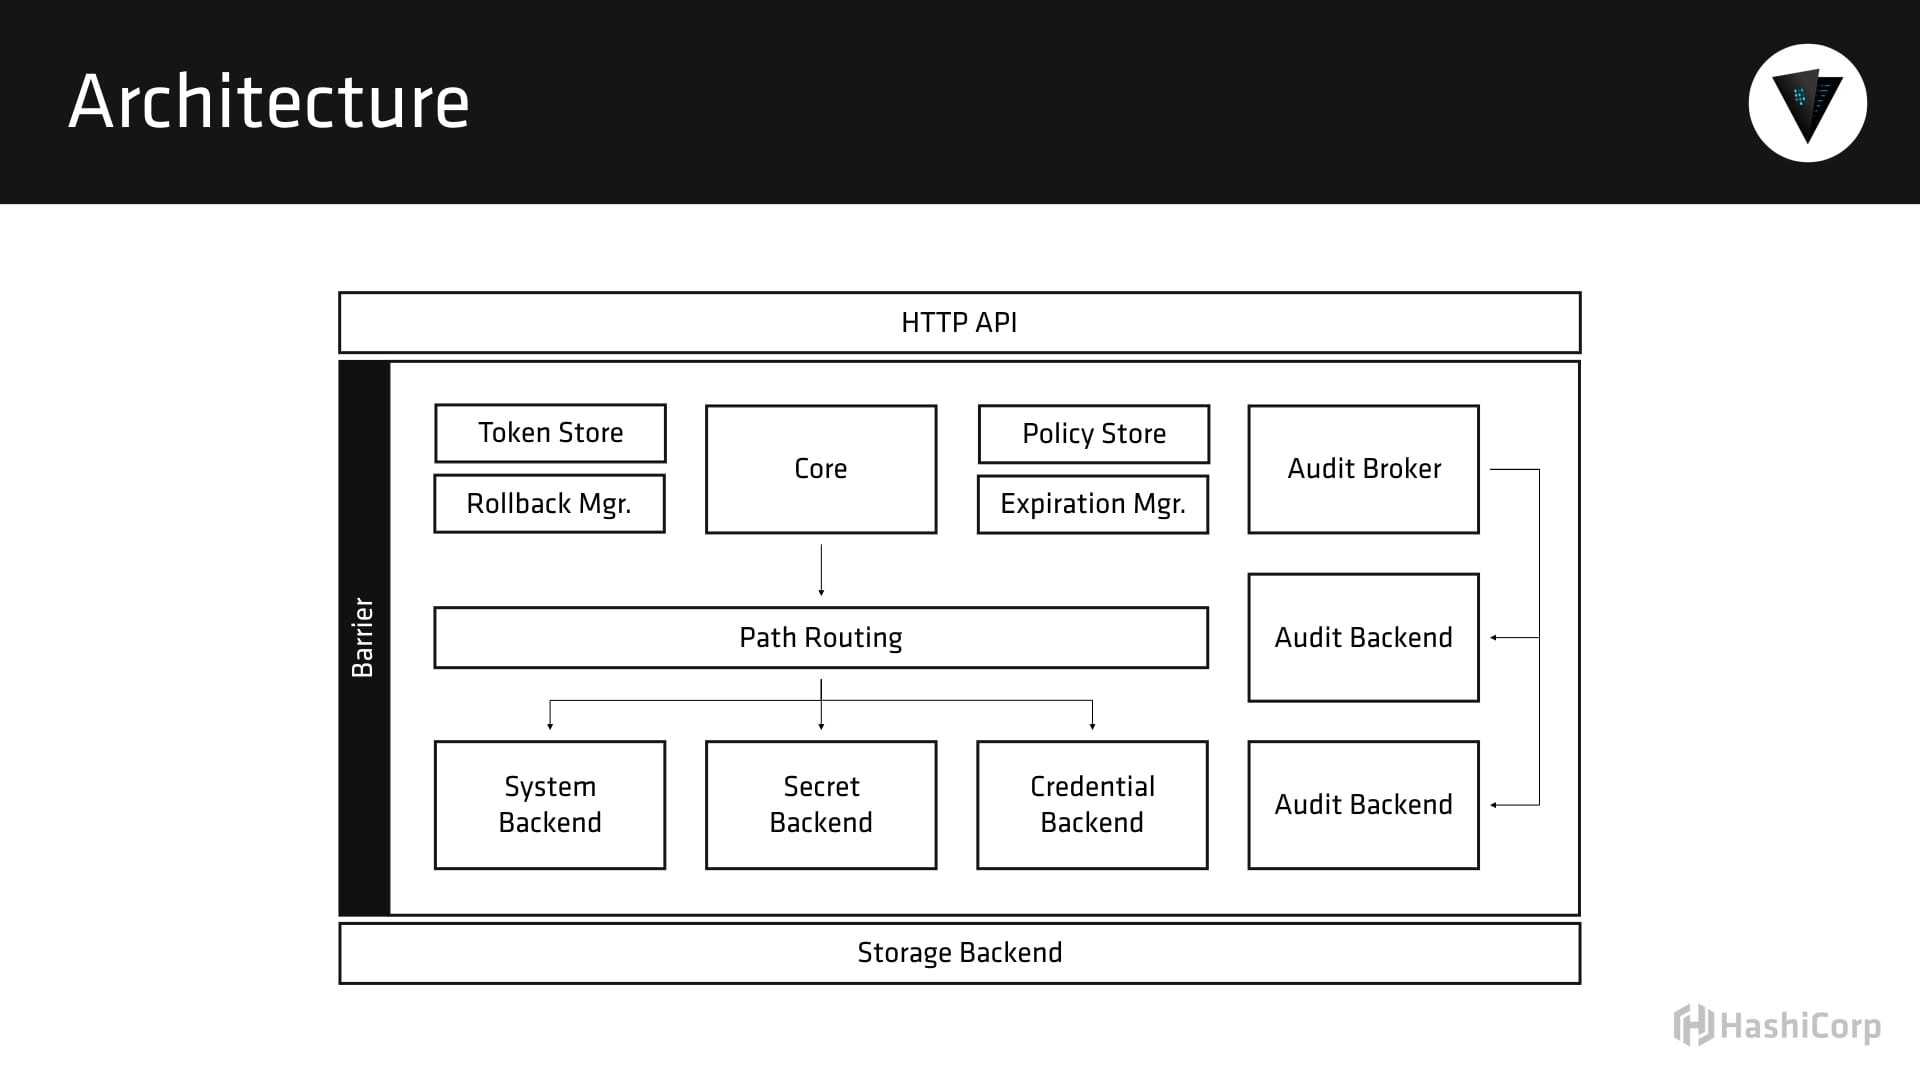 Architecture
HTTP API
Barrier
Token Store
Rollback Mgr.
Core
Policy Store
Expiration Mgr.
Audit Broker
Path Routing
Audit Backend
System
Backend
Secret
Backend
Credential
Backend
Audit Backend
Storage Backend
HashiCorp